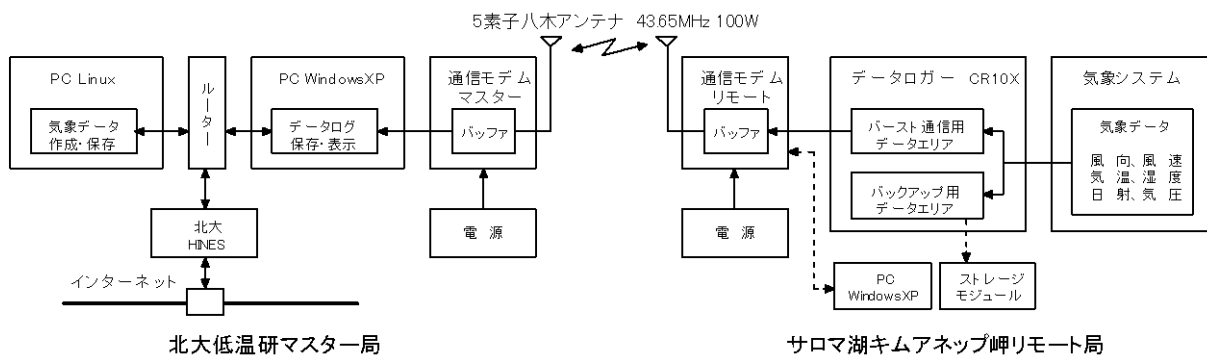 5素子八木アンテナ 43.65MHz 100W
PC Linux
気象データ
作成・保存
ルーター
PC WindowsXP
データログ
保存・表示
通信モデム
マスター
バッファ
電源
北大
HINES
インターネット
北大低温研マスター局
通信モデム
リモート
バッファ
電源
データロガー CR10X
バースト通信用
データエリア
バックアップ用
データエリア
気象システム
気象データ
風向、風速
気温、湿度
日射、気圧
PC
WindowsXP
ストレージ
モジュール
サロマ湖キムアネップ岬リモート局